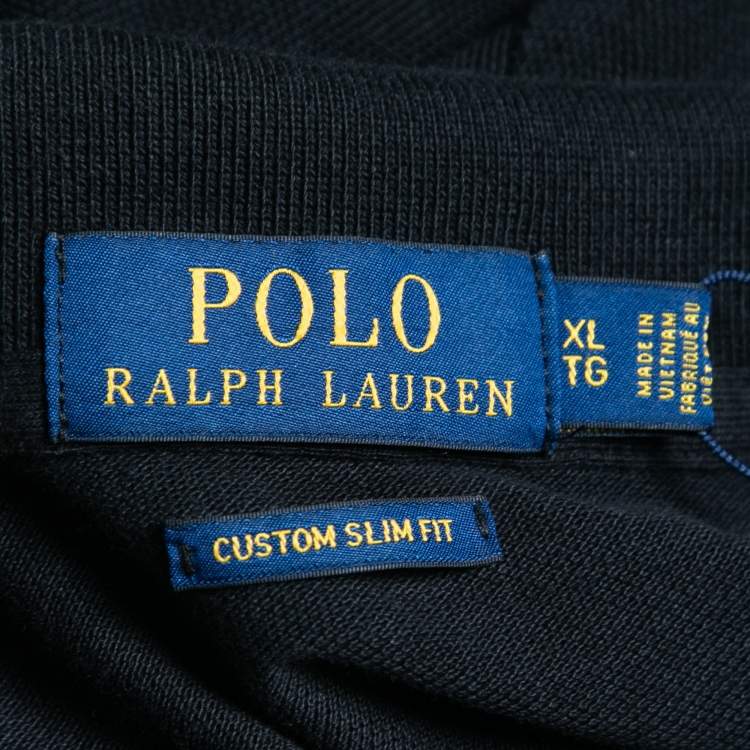 POLO
RALPH LAUREN
XL
TG
MADE IN
VIETNAM
FABRIQUÉ AU
CUSTOM SLIM FIT